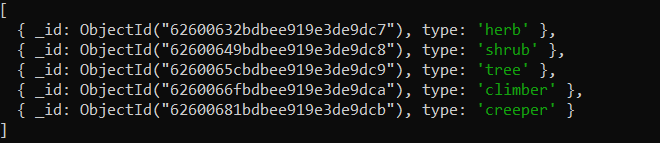 [
  { _id: ObjectId("62600632bdbee919e3de9dc7"), type: 'herb' },
  { _id: ObjectId("62600649bdbee919e3de9dc8"), type: 'shrub' },
  { _id: ObjectId("6260065cbdbee919e3de9dc9"), type: 'tree' },
  { _id: ObjectId("6260066fbdbee919e3de9dca"), type: 'climber' },
  { _id: ObjectId("62600681bdbee919e3de9dcb"), type: 'creeper' }
]